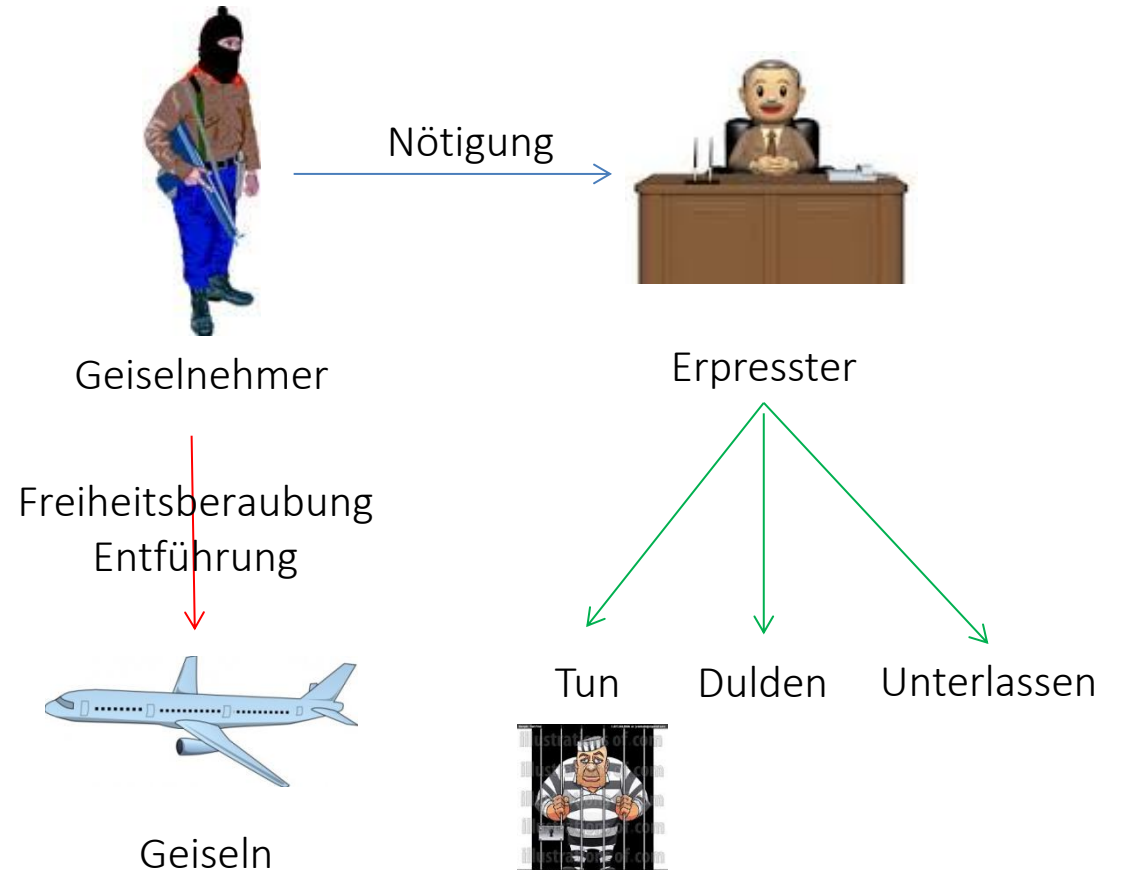 Nötigung
Geiselnehmer
Erpresster
Freiheitsberaubung
Entführung
Tun
Dulden
Unterlassen
Geiseln